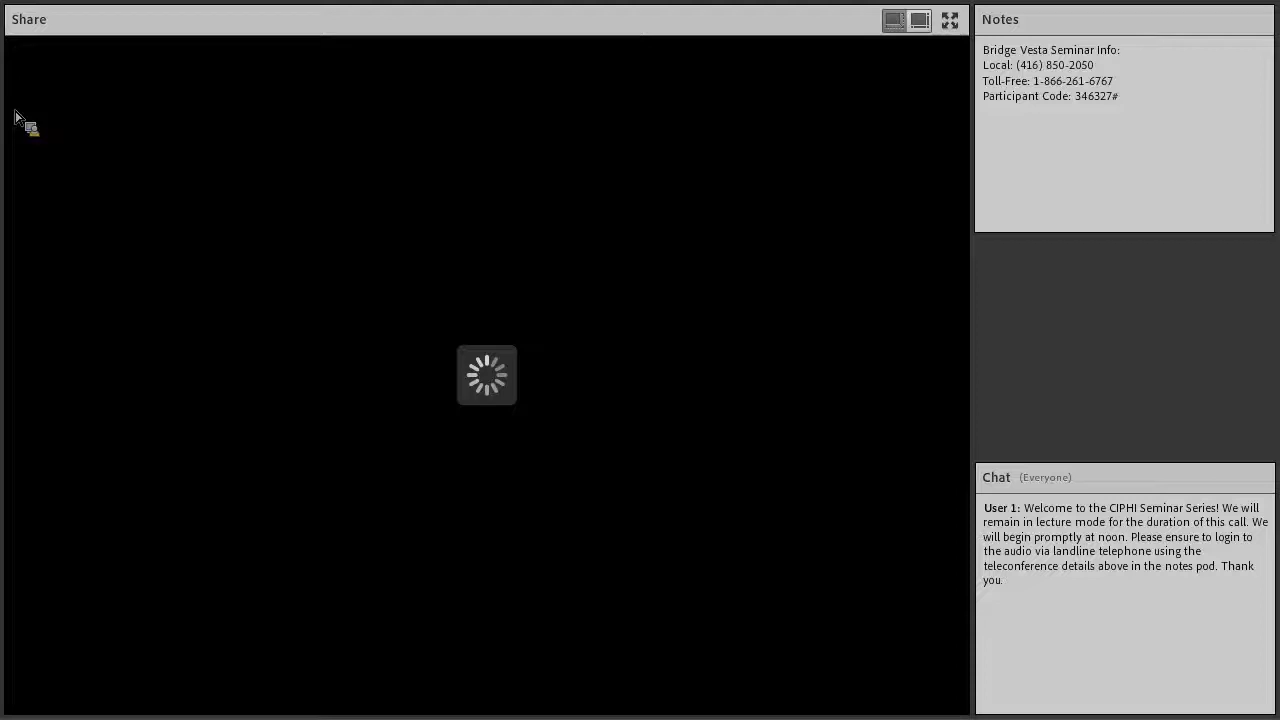 Share
Notes
Bridge Vesta Seminar Info:
Local: (416) 850-2050
Toll-Free: 1-866-261-6767
Participant Code: 346327#
Chat (Everyone)
User 1: Welcome to the CIPHI Seminar Series! We will
remain in lecture mode for the duration of this call. We
will begin promptly at noon. Please ensure to login to
the audio via landline telephone using the
teleconference details above in the notes pod. Thank
you.